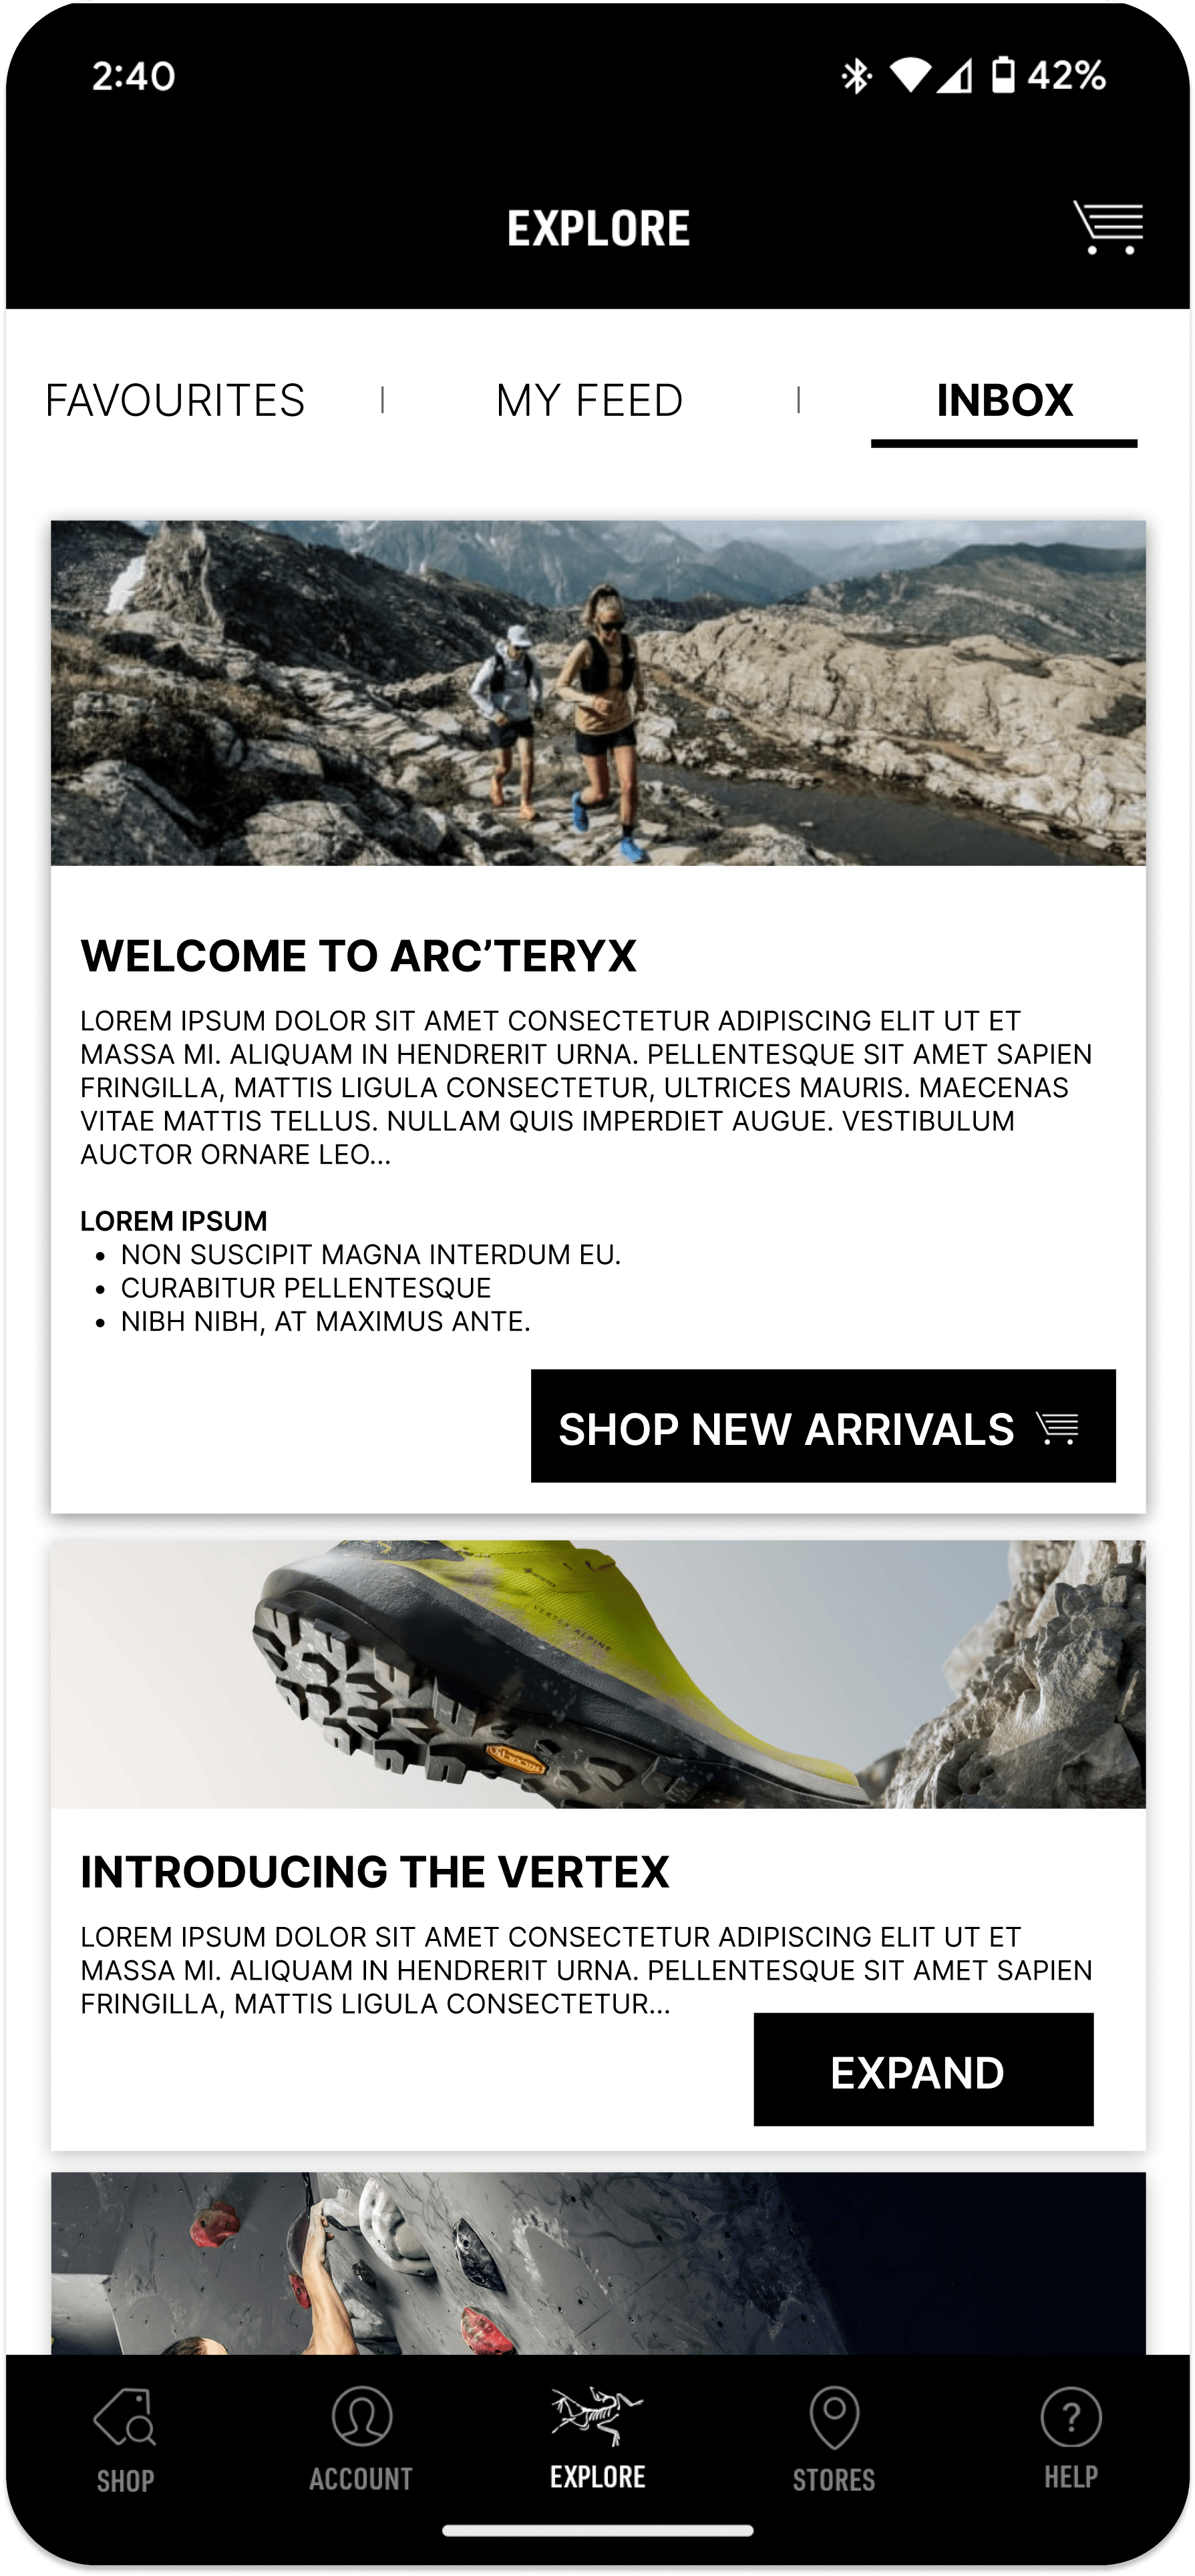 2:40
42%
EXPLORE
FAVOURITES | MY FEED | INBOX
WELCOME TO ARC’TERYX
LOREM IPSUM DOLOR SIT AMET CONSECTETUR ADIPISCING ELIT UT ET
MASSA MI. ALIQUAM IN HENDRERIT URNA. PELLENTESQUE SIT AMET SAPIEN
FRINGILLA, MATTIS LIGULA CONSECTETUR, ULTRICES MAURIS. MAECENAS
VITAE MATTIS TELLUS. NULLAM QUIS IMPERDIET AUGUE. VESTIBULUM
AUCTOR ORNARE LEO...
LOREM IPSUM
• NON SUSCIPIT MAGNA INTERDUM EU.
• CURABITUR PELLENTESQUE
• NIBH NIBH, AT MAXIMUS ANTE.
SHOP NEW ARRIVALS
VERTEX ALPINE
vibram
INTRODUCING THE VERTEX
LOREM IPSUM DOLOR SIT AMET CONSECTETUR ADIPISCING ELIT UT ET
MASSA MI. ALIQUAM IN HENDRERIT URNA. PELLENTESQUE SIT AMET SAPIEN
FRINGILLA, MATTIS LIGULA CONSECTETUR...
EXPAND
SHOP
ACCOUNT
EXPLORE
STORES
?
HELP